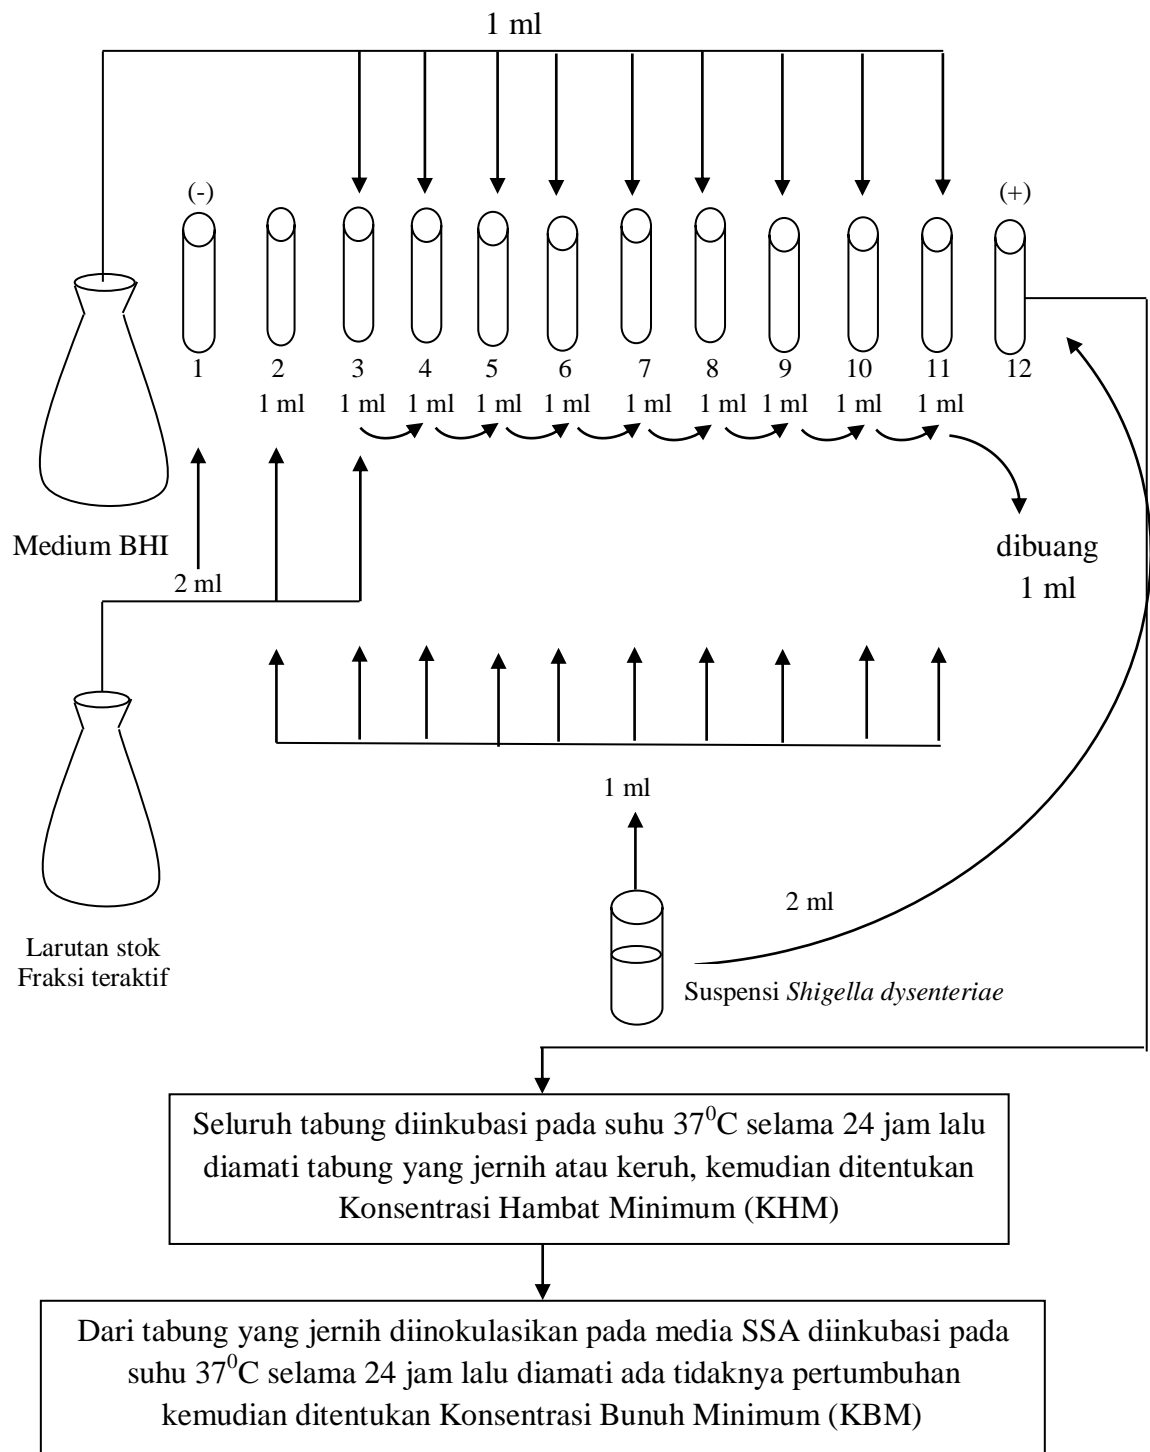 1 ml
(-)
(+)
1 2 3 4 5 6 7 8 9 10 11 12
1 ml 1 ml 1 ml 1 ml 1 ml 1 ml 1 ml 1 ml 1 ml 1 ml
Medium BHI
dibuang
1 ml
2 ml
1 ml
2 ml
Larutan stok
Fraksi teraktif
Suspensi Shigella dysenteriae
Seluruh tabung diinkubasi pada suhu 37⁰C selama 24 jam lalu
diamati tabung yang jernih atau keruh, kemudian ditentukan
Konsentrasi Hambat Minimum (KHM)
Dari tabung yang jernih diinokulasikan pada media SSA diinkubasi pada
suhu 37⁰C selama 24 jam lalu diamati ada tidaknya pertumbuhan
kemudian ditentukan Konsentrasi Bunuh Minimum (KBM)